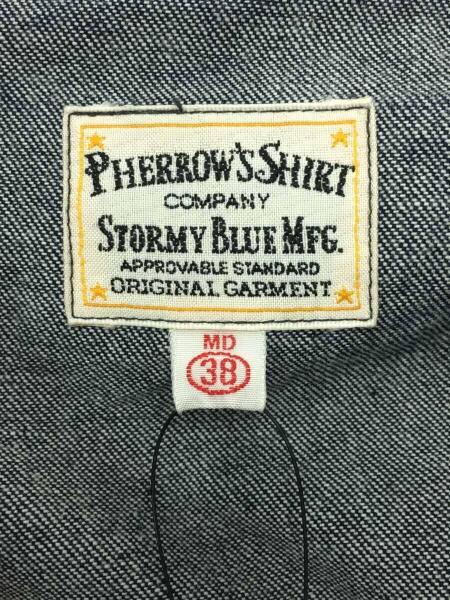 PHERROW'S SHIRT
COMPANY
STORMY BLUE MFG.
APPROVABLE STANDARD
ORIGINAL GARMENT
MD
38